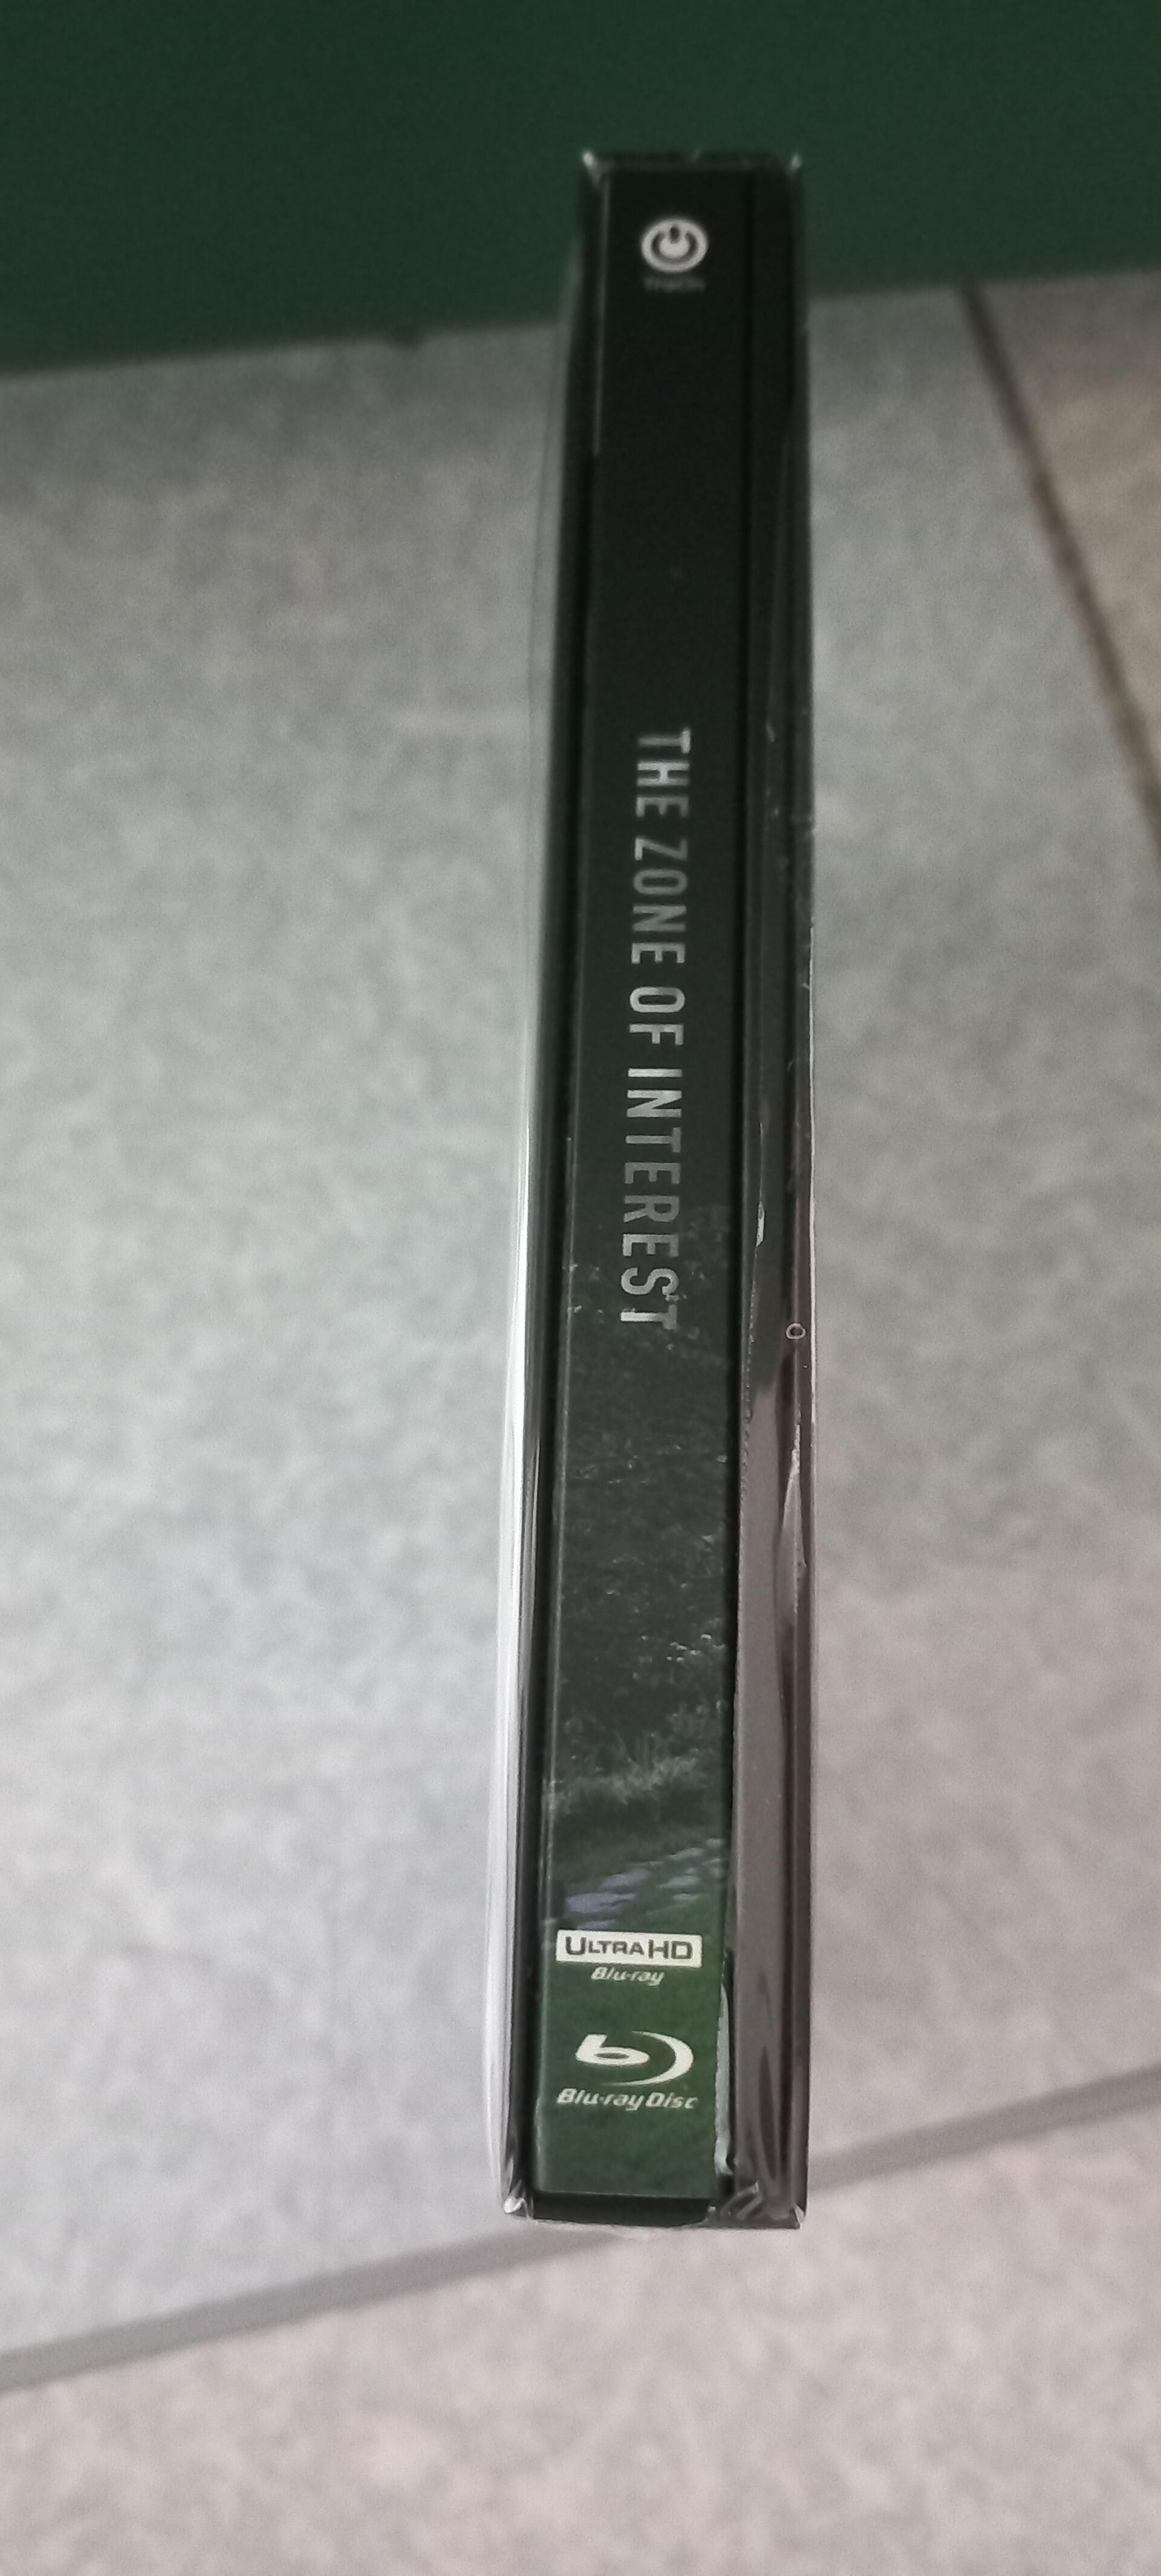 THE ZONE OF INTEREST
ULTRA HD
Blu-ray
Blu-ray Disc